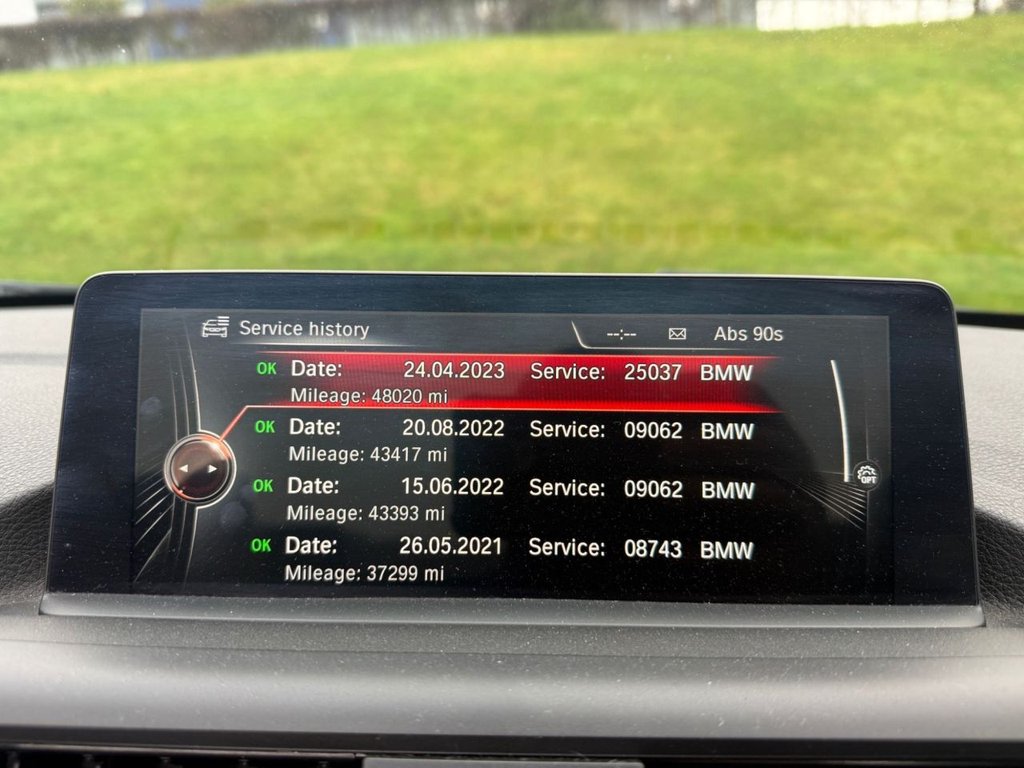 Service history --:-- Abs 90s
OK Date: 24.04.2023 Service: 25037 BMW
Mileage: 48020 mi
OK Date: 20.08.2022 Service: 09062 BMW
Mileage: 43417 mi
OK Date: 15.06.2022 Service: 09062 BMW
Mileage: 43393 mi
OPT
OK Date: 26.05.2021 Service: 08743 BMW
Mileage: 37299 mi